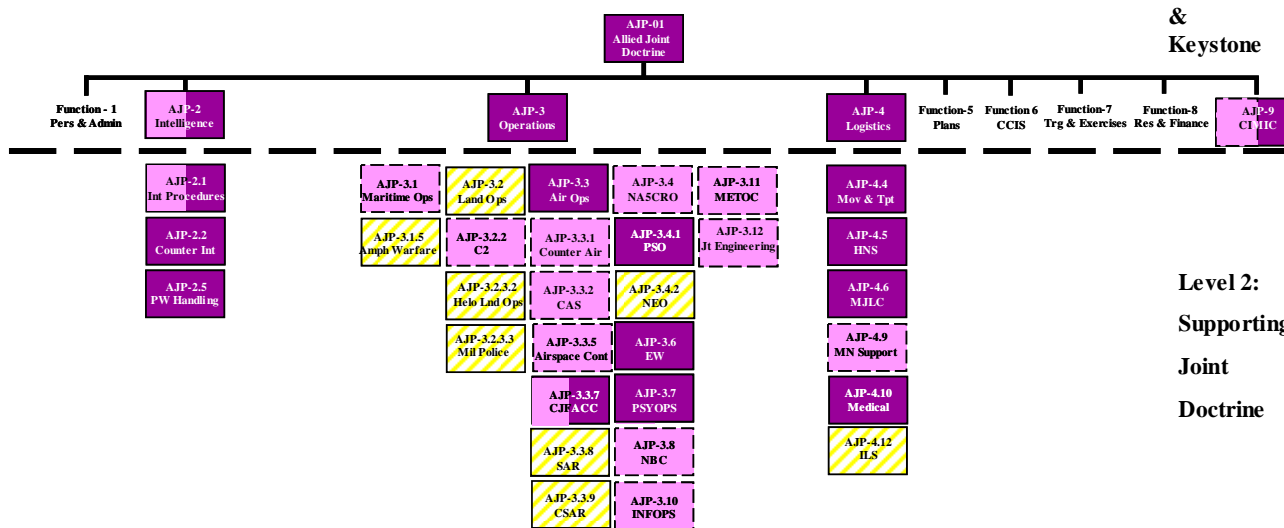 &
Keystone
AJP-01
Allied Joint
Doctrine
Function - 1
Pers & Admin
AJP-2
Intelligence
AJP-3
Operations
AJP-4
Logistics
Function-5
Plans
Function 6
CCIS
Function-7
Trg & Exercises
Function-8
Res & Finance
AJP-9
CIMIC
AJP-2.1
Int Procedures
AJP-2.2
Counter Int
AJP-2.5
PW Handling
AJP-3.1
Maritime Ops
AJP-3.1.5
Amph Warfare
AJP-3.2
Land Ops
AJP-3.2.2
C2
AJP-3.2.3.2
Helo Lnd Ops
AJP-3.2.3.3
Mil Police
AJP-3.3
Air Ops
AJP-3.3.1
Counter Air
AJP-3.3.2
CAS
AJP-3.3.5
Airspace Cont
AJP-3.3.7
CJFACC
AJP-3.3.8
SAR
AJP-3.3.9
CSAR
AJP-3.4
NA5CRO
AJP-3.4.1
PSO
AJP-3.4.2
NEO
AJP-3.6
EW
AJP-3.7
PSYOPS
AJP-3.8
NBC
AJP-3.10
INFOPS
AJP-3.11
METOC
AJP-3.12
Jt Engineering
AJP-4.4
Mov & Tpt
AJP-4.5
HNS
AJP-4.6
MJLC
AJP-4.9
MN Support
AJP-4.10
Medical
AJP-4.12
ILS
Level 2:
Supporting
Joint
Doctrine